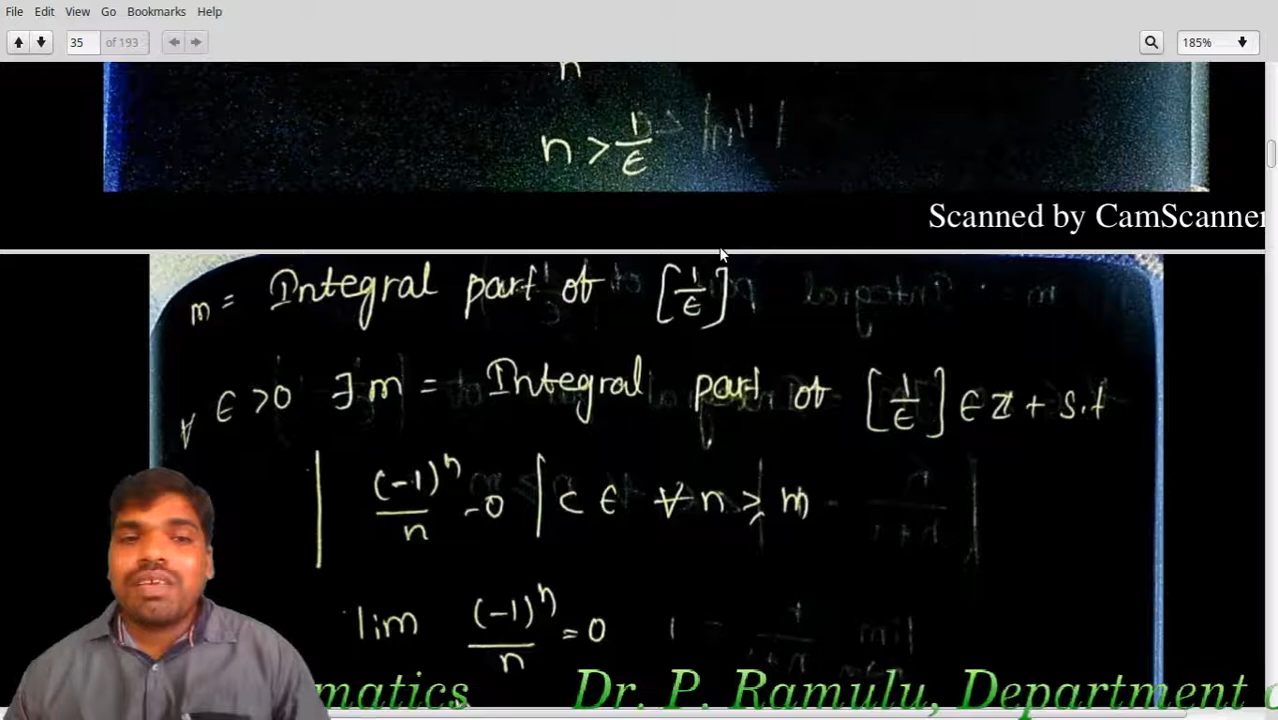 File Edit View Go Bookmarks Help
35 of 193
185%
n
n > 1/ϵ
Scanned by CamScanner
m = Integral part of [1/ϵ]
∀ ϵ > 0 ∃ m = Integral part of [1/ϵ] ∈ Z + s.t
| (-1)^n / n - 0 | < ϵ ∀ n ≥ m
lim (-1)^n / n = 0
matics Dr. P. Ramulu, Department o